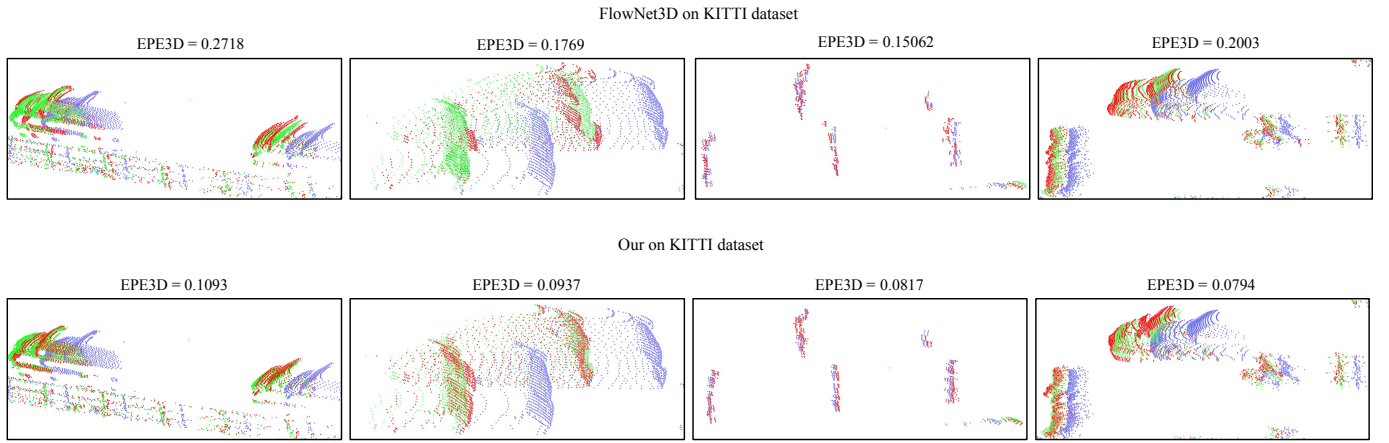 FlowNet3D on KITTI dataset
EPE3D = 0.2718
EPE3D = 0.1769
EPE3D = 0.15062
EPE3D = 0.2003
Our on KITTI dataset
EPE3D = 0.1093
EPE3D = 0.0937
EPE3D = 0.0817
EPE3D = 0.0794